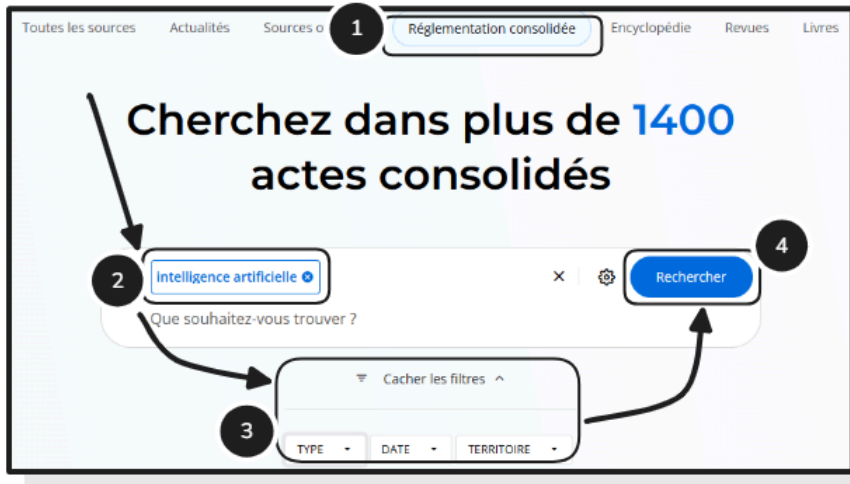 Toutes les sources Actualités Sources o 1 Réglementation consolidée Encyclopédie Revues Livres
Cherchez dans plus de 1400
actes consolidés
4
2 intelligence artificielle Rechercher
Que souhaitez-vous trouver ?
Cacher les filtres
3
TYPE DATE TERRITOIRE